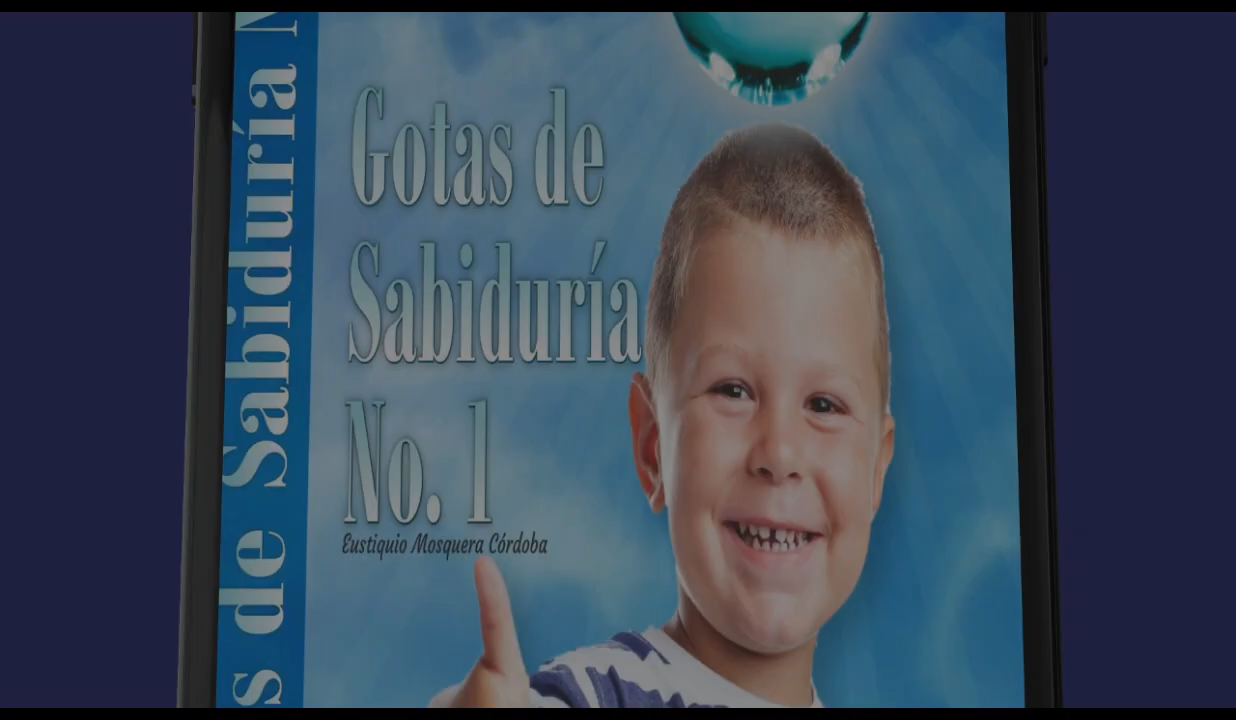 Gotas de
Sabiduría
No. 1
Eustiquio Mosquera Córdoba
s de Sabiduría N